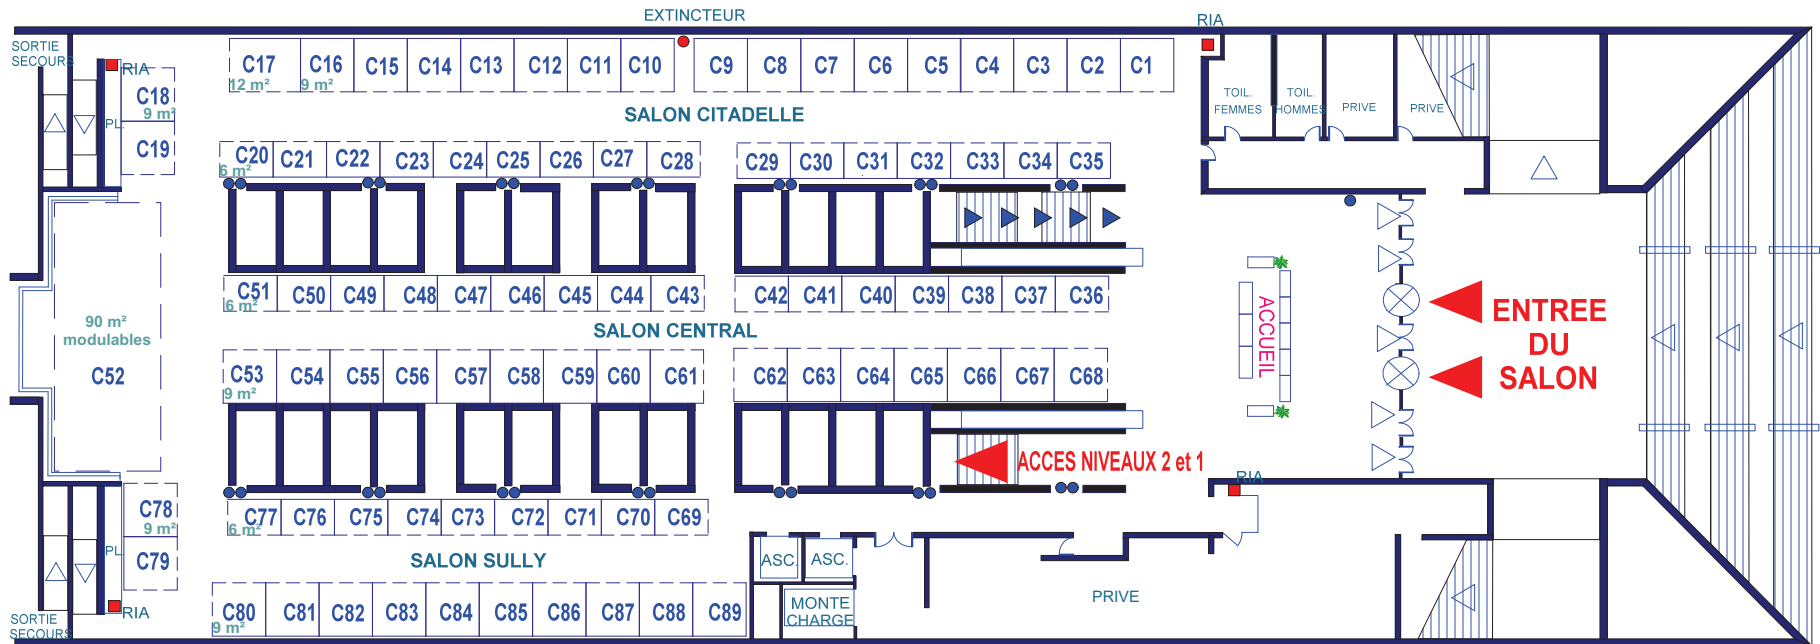 EXTINCTEUR
RIA
SORTIE
SECOURS
RIA
C17 C16 C15 C14 C13 C12 C11 C10 C9 C8 C7 C6 C5 C4 C3 C2 C1
12 m² 9 m²
C18
9 m²
PL.
C19
SALON CITADELLE
TOIL.
FEMMES
TOIL.
HOMMES
PRIVE
PRIVE
C20 C21 C22 C23 C24 C25 C26 C27 C28 C29 C30 C31 C32 C33 C34 C35
6 m²
C51 C50 C49 C48 C47 C46 C45 C44 C43 C42 C41 C40 C39 C38 C37 C36
6 m²
SALON CENTRAL
90 m²
modulables
C52
ACCUEIL
ENTREE
DU
SALON
C53 C54 C55 C56 C57 C58 C59 C60 C61 C62 C63 C64 C65 C66 C67 C68
9 m²
ACCES NIVEAUX 2 et 1
RIA
C78
9 m²
PL.
C79
C77 C76 C75 C74 C73 C72 C71 C70 C69
6 m²
SALON SULLY
ASC.
ASC.
C80 C81 C82 C83 C84 C85 C86 C87 C88 C89
9 m²
MONTE
CHARGE
PRIVE
RIA
SORTIE
SECOURS